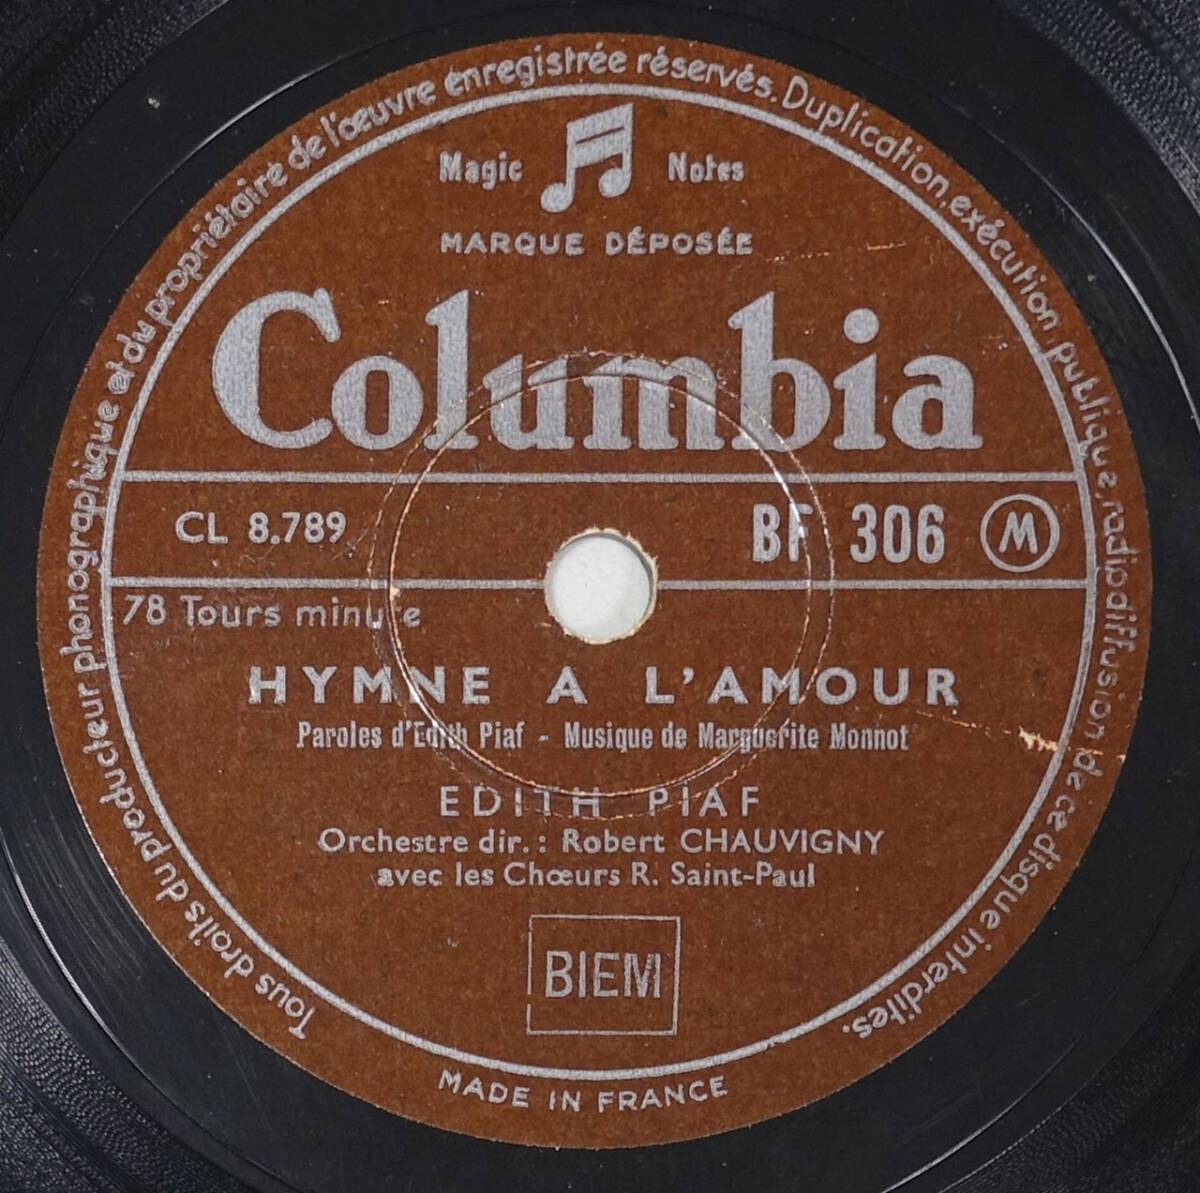 Tous droits du producteur phonographique et du propriétaire de l'œuvre enregistrée réservés. Duplication, exécution publique, radiodiffusion de ce disque interdites.
Magic Notes
MARQUE DÉPOSÉE
Columbia
CL 8.789 BF 306 M
78 Tours minute
HYMNE A L'AMOUR
Paroles d'Edith Piaf - Musique de Marguerite Monnot
EDITH PIAF
Orchestre dir. : Robert CHAUVIGNY
avec les Chœurs R. Saint-Paul
BIEM
MADE IN FRANCE